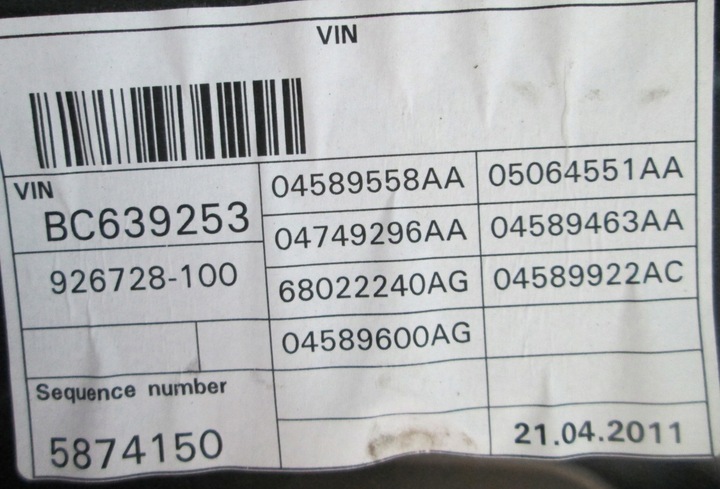 VIN
VIN
BC639253
926728-100
04589558AA 05064551AA
04749296AA 04589463AA
68022240AG 04589922AC
04589600AG
Sequence number
5874150
21.04.2011